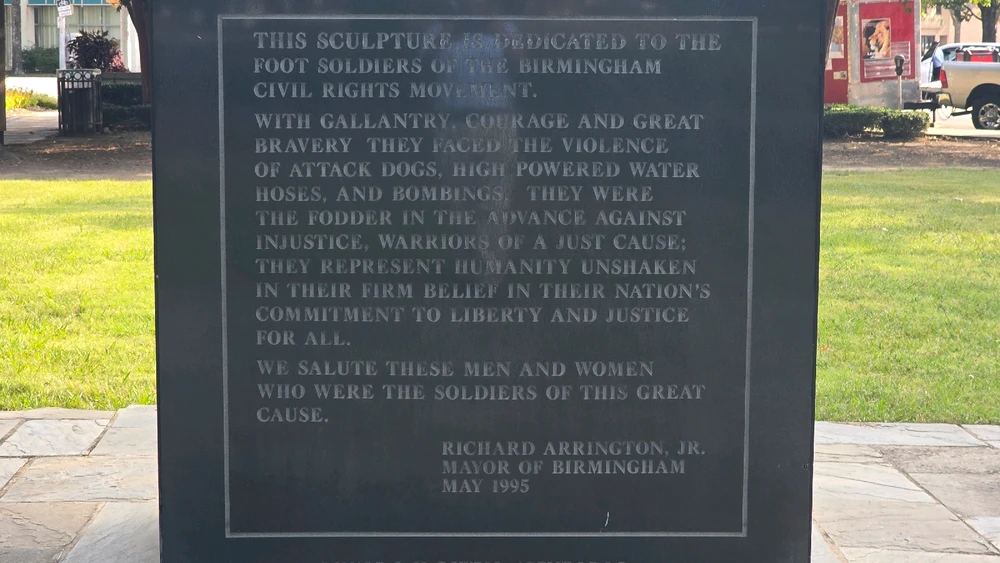 THIS SCULPTURE IS DEDICATED TO THE
FOOT SOLDIERS OF THE BIRMINGHAM
CIVIL RIGHTS MOVEMENT.
WITH GALLANTRY, COURAGE AND GREAT
BRAVERY THEY FACED THE VIOLENCE
OF ATTACK DOGS, HIGH POWERED WATER
HOSES, AND BOMBINGS. THEY WERE
THE FODDER IN THE ADVANCE AGAINST
INJUSTICE, WARRIORS OF A JUST CAUSE;
THEY REPRESENT HUMANITY UNSHAKEN
IN THEIR FIRM BELIEF IN THEIR NATION'S
COMMITMENT TO LIBERTY AND JUSTICE
FOR ALL.
WE SALUTE THESE MEN AND WOMEN
WHO WERE THE SOLDIERS OF THIS GREAT
CAUSE.
RICHARD ARRINGTON, JR.
MAYOR OF BIRMINGHAM
MAY 1995